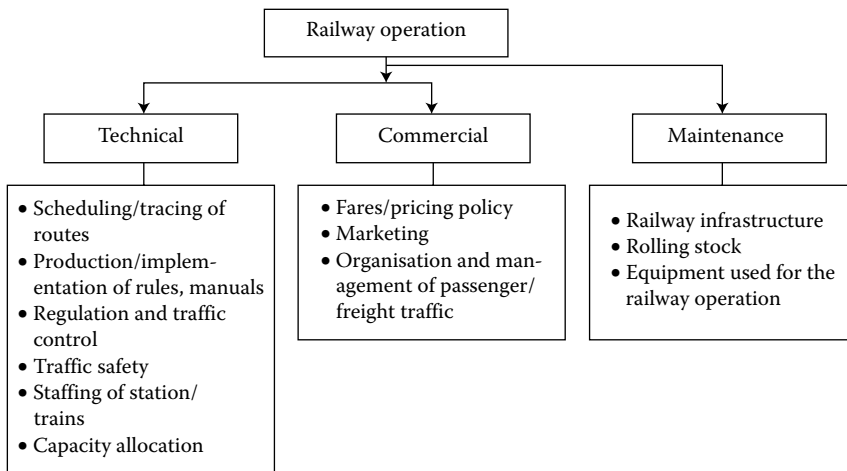 Railway operation
Technical
Commercial
Maintenance
• Scheduling/tracing of
routes
• Production/implem-
entation of rules, manuals
• Regulation and traffic
control
• Traffic safety
• Staffing of station/
trains
• Capacity allocation
• Fares/pricing policy
• Marketing
• Organisation and man-
agement of passenger/
freight traffic
• Railway infrastructure
• Rolling stock
• Equipment used for the
railway operation